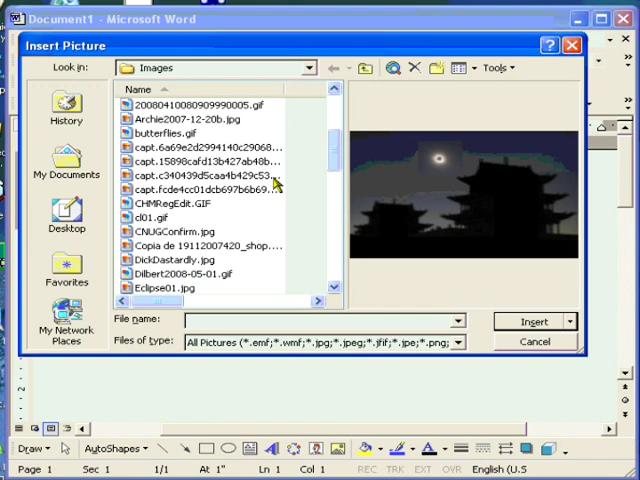 Document1 - Microsoft Word
Insert Picture
Look in: Images Tools
Name
20080410080909990005.gif
Archie2007-12-20b.jpg
butterflies.gif
capt.6a69e2d2994140c29068...
capt.15898cafd13b427ab48b...
capt.c340439d5caa4b429c53...
capt.fcde4cc01dcb697b6b69...
CHMRegEdit.GIF
cl01.gif
CNUGConfirm.jpg
Copia de 19112007420_shop....
DickDastardly.jpg
Dilbert2008-05-01.gif
Eclipse01.jpg
History
My Documents
Desktop
Favorites
My Network
Places
File name: Insert
Files of type: All Pictures (*.emf;*.wmf;*.jpg;*.jpeg;*.jfif;*.jpe;*.png; Cancel
Draw AutoShapes
Page 1 Sec 1 1/1 At 1" Ln 1 Col 1 REC TRK EXT OVR English (U.S